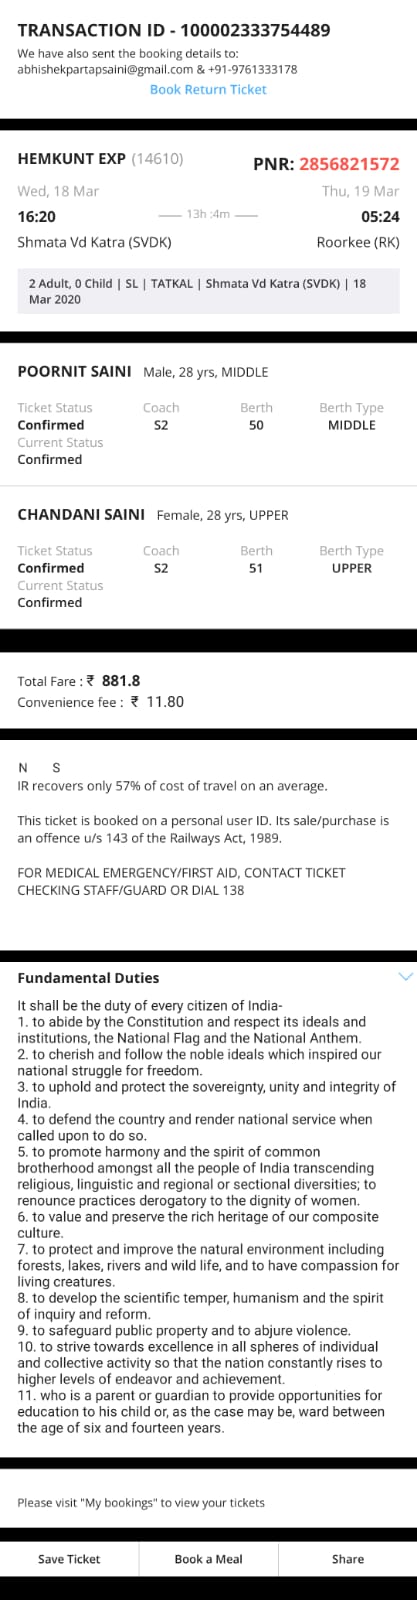 TRANSACTION ID - 100002333754489
We have also sent the booking details to:
abhishekpartapsaini@gmail.com & +91-9761333178
Book Return Ticket
HEMKUNT EXP (14610) PNR: 2856821572
Wed, 18 Mar Thu, 19 Mar
16:20 13h :4m 05:24
Shmata Vd Katra (SVDK) Roorkee (RK)
2 Adult, 0 Child | SL | TATKAL | Shmata Vd Katra (SVDK) | 18
Mar 2020
POORNIT SAINI Male, 28 yrs, MIDDLE
Ticket Status Coach Berth Berth Type
Confirmed S2 50 MIDDLE
Current Status
Confirmed
CHANDANI SAINI Female, 28 yrs, UPPER
Ticket Status Coach Berth Berth Type
Confirmed S2 51 UPPER
Current Status
Confirmed
Total Fare : ₹ 881.8
Convenience fee : ₹ 11.80
N S
IR recovers only 57% of cost of travel on an average.
This ticket is booked on a personal user ID. Its sale/purchase is
an offence u/s 143 of the Railways Act, 1989.
FOR MEDICAL EMERGENCY/FIRST AID, CONTACT TICKET
CHECKING STAFF/GUARD OR DIAL 138
Fundamental Duties
It shall be the duty of every citizen of India-
1. to abide by the Constitution and respect its ideals and
institutions, the National Flag and the National Anthem.
2. to cherish and follow the noble ideals which inspired our
national struggle for freedom.
3. to uphold and protect the sovereignty, unity and integrity of
India.
4. to defend the country and render national service when
called upon to do so.
5. to promote harmony and the spirit of common
brotherhood amongst all the people of India transcending
religious, linguistic and regional or sectional diversities; to
renounce practices derogatory to the dignity of women.
6. to value and preserve the rich heritage of our composite
culture.
7. to protect and improve the natural environment including
forests, lakes, rivers and wild life, and to have compassion for
living creatures.
8. to develop the scientific temper, humanism and the spirit
of inquiry and reform.
9. to safeguard public property and to abjure violence.
10. to strive towards excellence in all spheres of individual
and collective activity so that the nation constantly rises to
higher levels of endeavor and achievement.
11. who is a parent or guardian to provide opportunities for
education to his child or, as the case may be, ward between
the age of six and fourteen years.
Please visit "My bookings" to view your tickets
Save Ticket Book a Meal Share